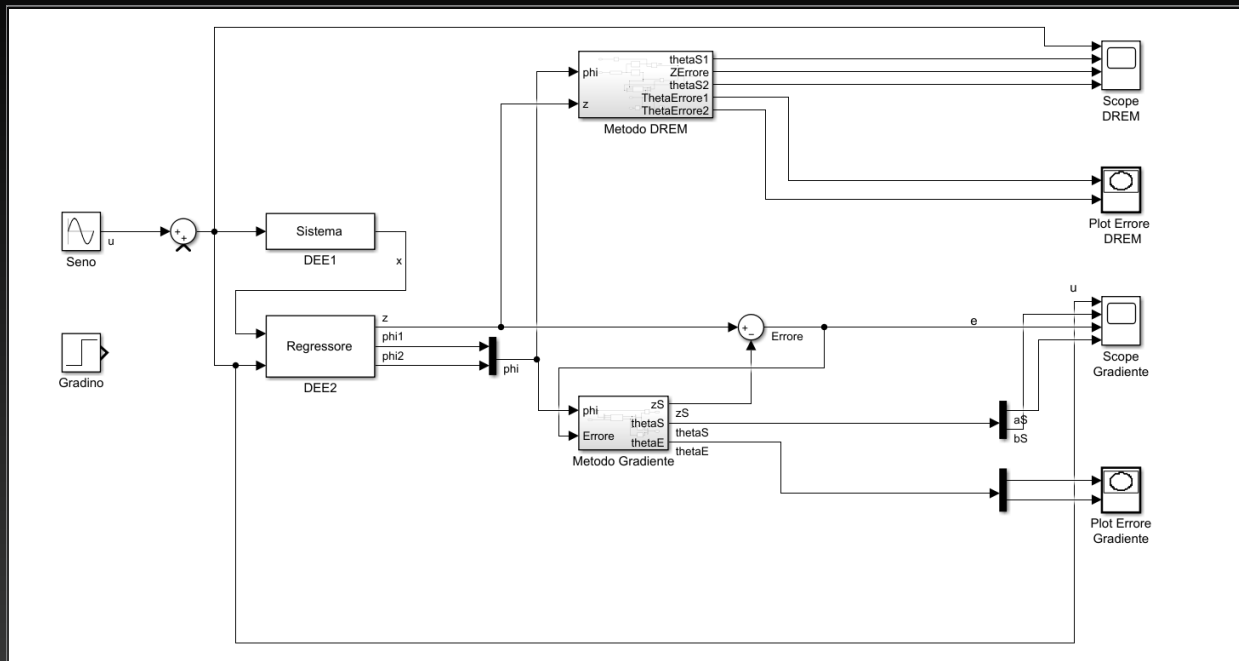 phi
z
thetaS1
ZErrore
thetaS2
ThetaErrore1
ThetaErrore2
Metodo DREM
Scope
DREM
Plot Errore
DREM
Seno
u
Sistema
DEE1
x
Gradino
Regressore
DEE2
z
phi1
phi2
phi
Errore
e
u
Scope
Gradiente
phi
Errore
zS
thetaS
thetaE
Metodo Gradiente
zS
thetaS
thetaE
aS
bS
Plot Errore
Gradiente